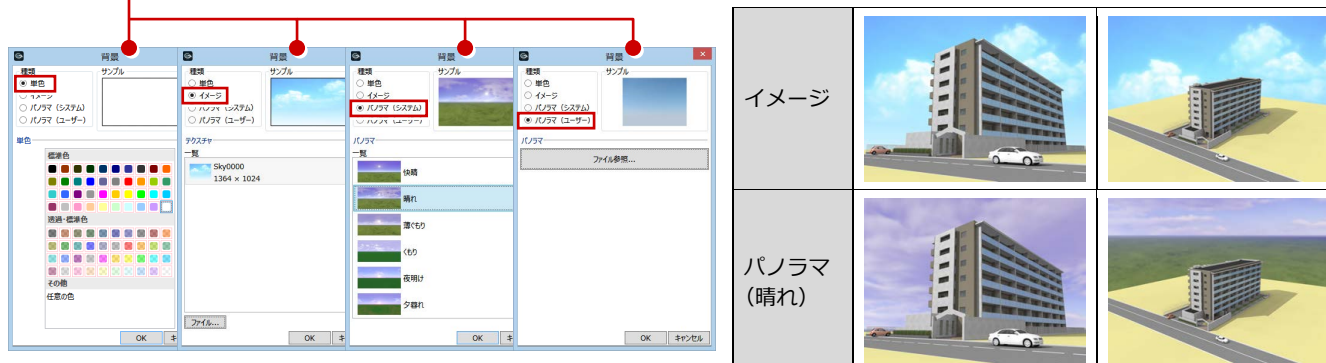 背景
種類
単色
イメージ
パノラマ（システム）
パノラマ（ユーザー）
サンプル
単色
標準色
透過・標準色
その他
任意の色
OK
背景
種類
単色
イメージ
パノラマ（システム）
パノラマ（ユーザー）
サンプル
テクスチャ
一覧
Sky0000
1364 × 1024
ファイル...
OK
背景
種類
単色
イメージ
パノラマ（システム）
パノラマ（ユーザー）
サンプル
パノラマ
一覧
快晴
晴れ
薄ぐもり
くもり
夜明け
夕暮れ
OK
背景
種類
単色
イメージ
パノラマ（システム）
パノラマ（ユーザー）
サンプル
パノラマ
ファイル参照...
OK
キャンセル
イメージ
パノラマ
（晴れ）